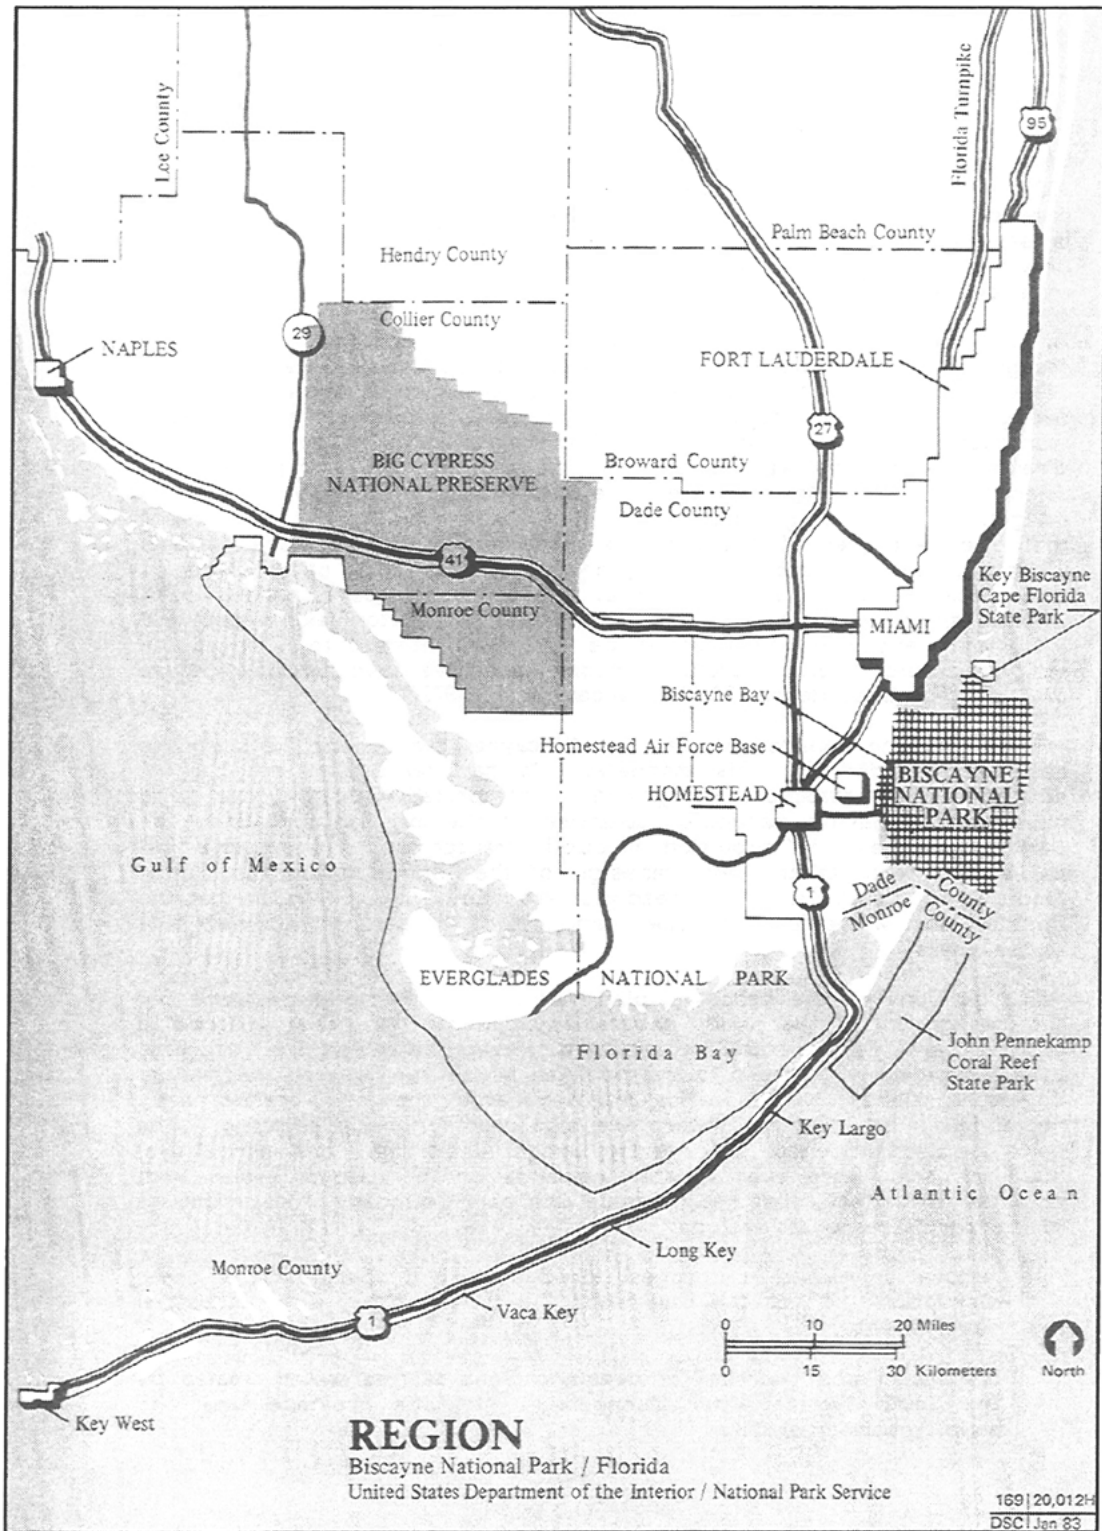 Lee County
Florida Turnpike
95
Palm Beach County
Hendry County
Collier County
29
NAPLES
FORT LAUDERDALE
27
BIG CYPRESS
NATIONAL PRESERVE
Broward County
Dade County
41
Key Biscayne
Cape Florida
State Park
Monroe County
MIAMI
Biscayne Bay
Homestead Air Force Base
BISCAYNE
NATIONAL
PARK
HOMESTEAD
Gulf of Mexico
1
Dade County
Monroe County
EVERGLADES NATIONAL PARK
Florida Bay
John Pennekamp
Coral Reef
State Park
Key Largo
Atlantic Ocean
Long Key
Monroe County
Vaca Key
1
0 10 20 Miles
0 15 30 Kilometers
North
Key West
REGION
Biscayne National Park / Florida
United States Department of the Interior / National Park Service
169 20,012H
DSC Jan 83